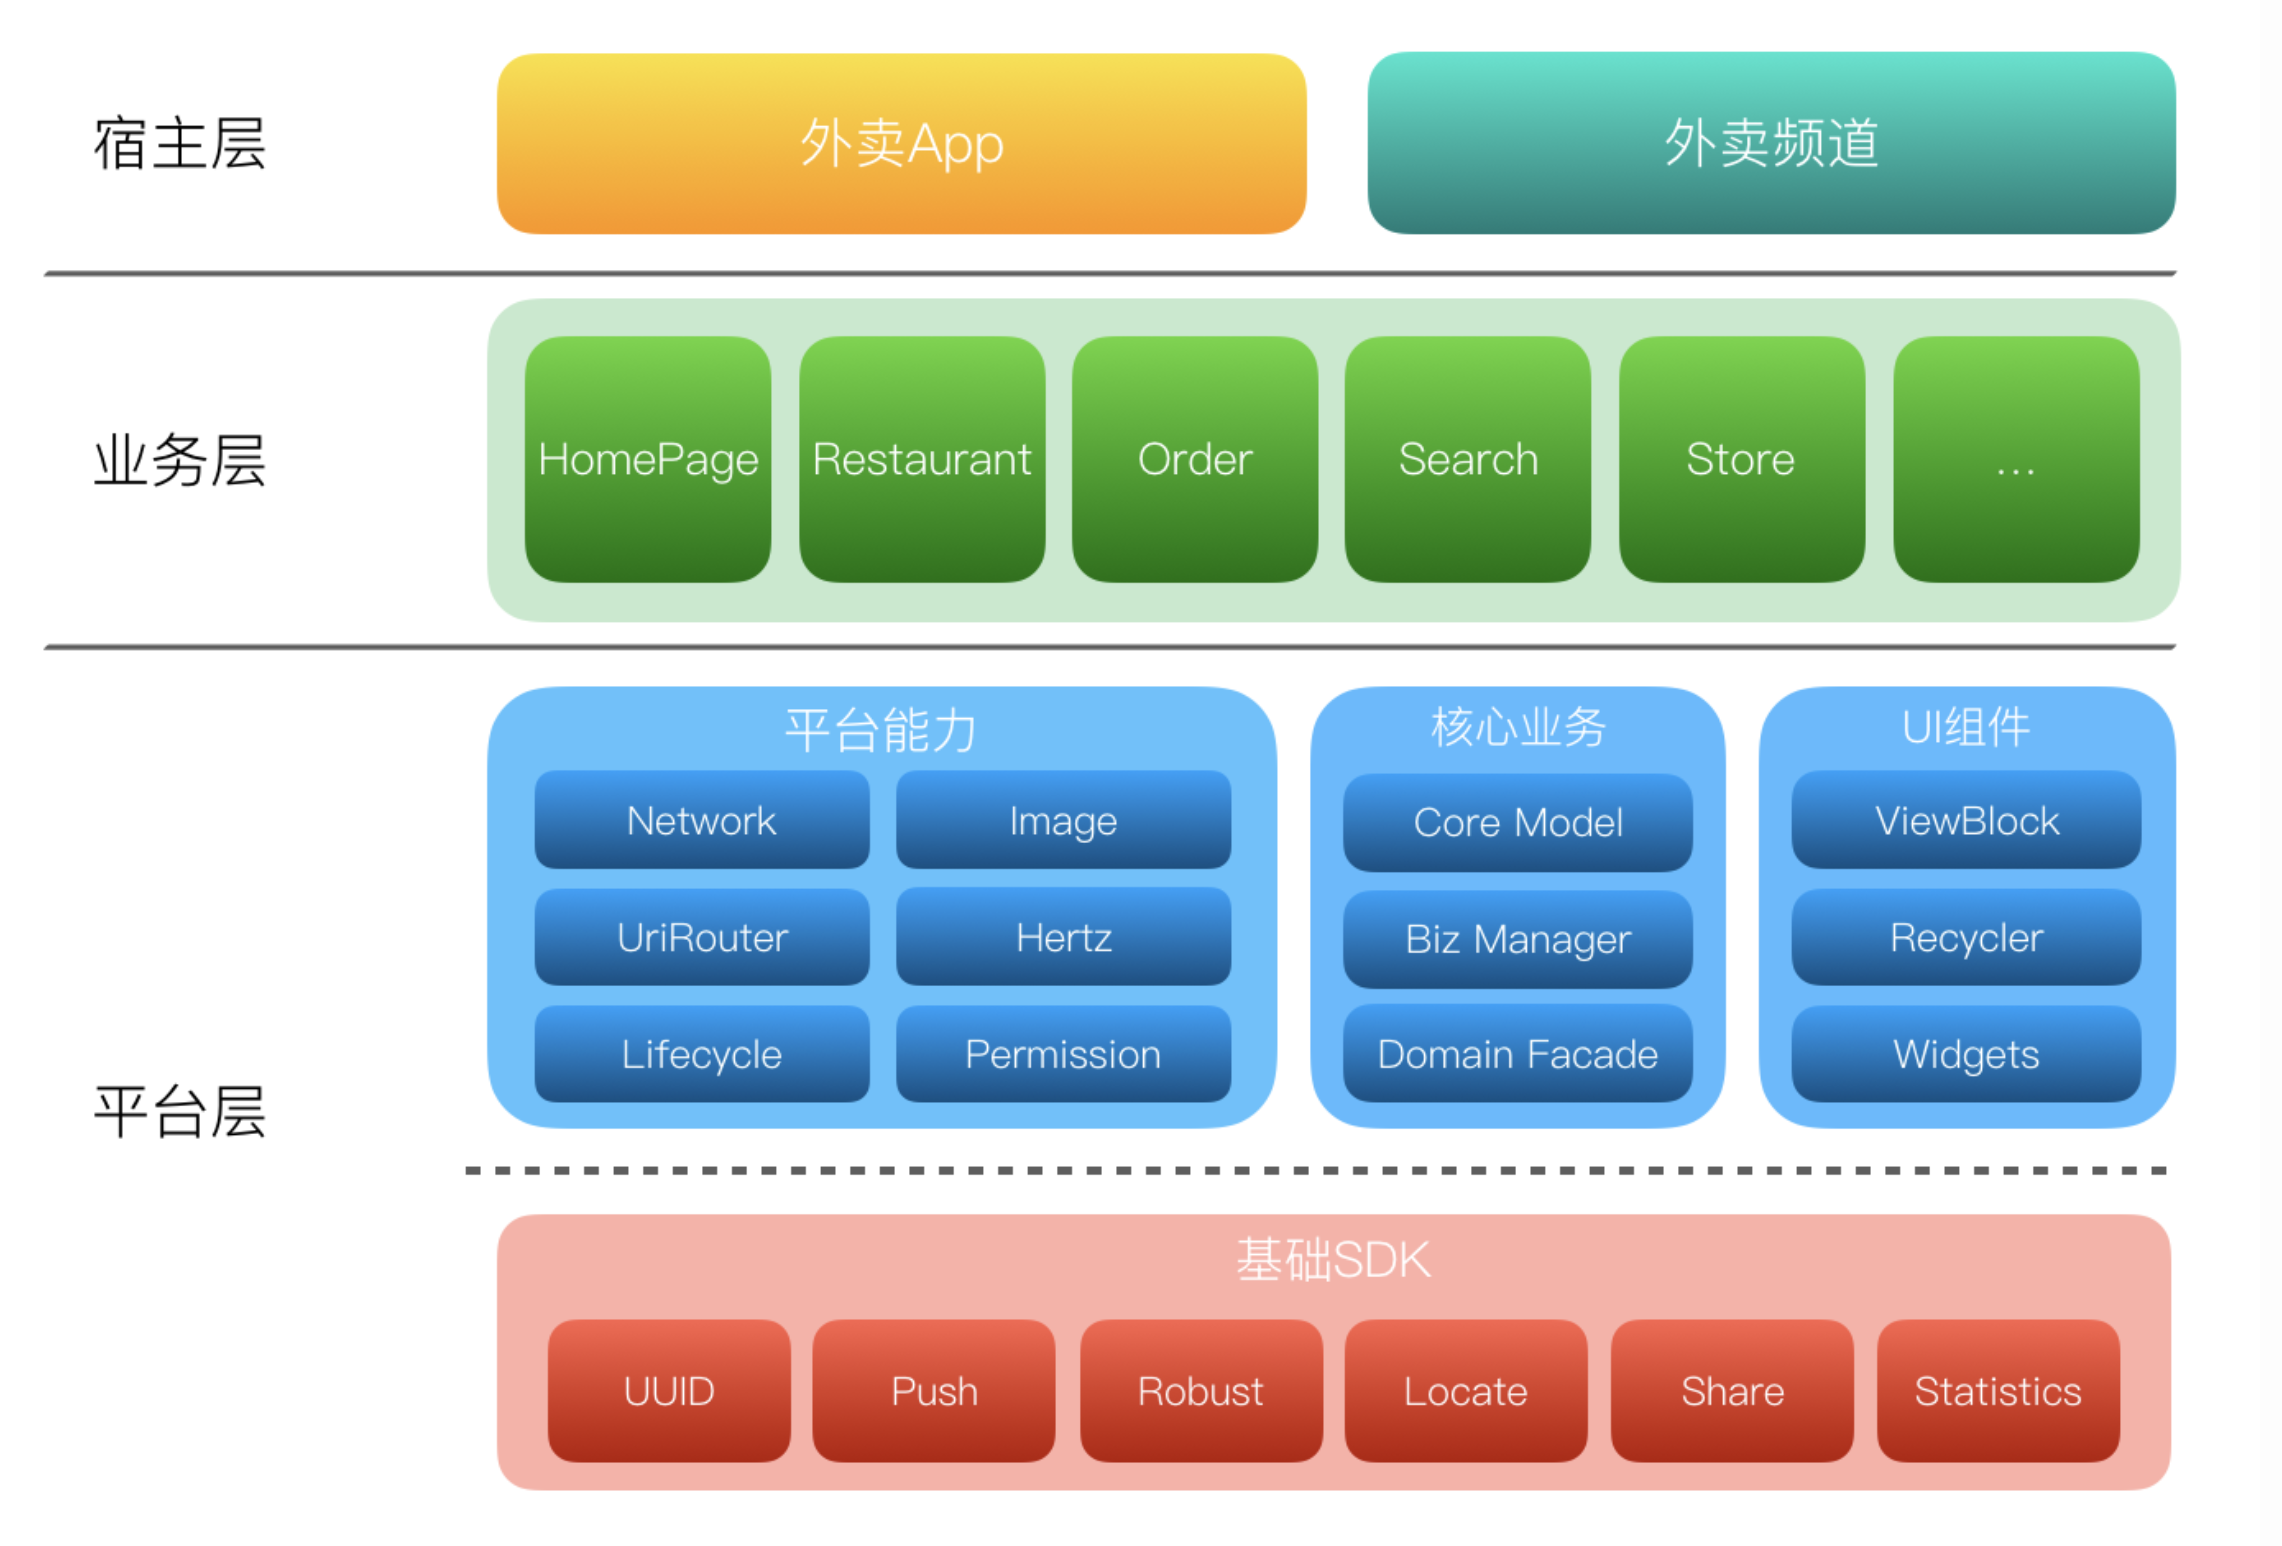 宿主层
外卖App
外卖频道
业务层
HomePage
Restaurant
Order
Search
Store
...
平台层
平台能力
Network
Image
UriRouter
Hertz
Lifecycle
Permission
核心业务
Core Model
Biz Manager
Domain Facade
UI组件
ViewBlock
Recycler
Widgets
基础SDK
UUID
Push
Robust
Locate
Share
Statistics